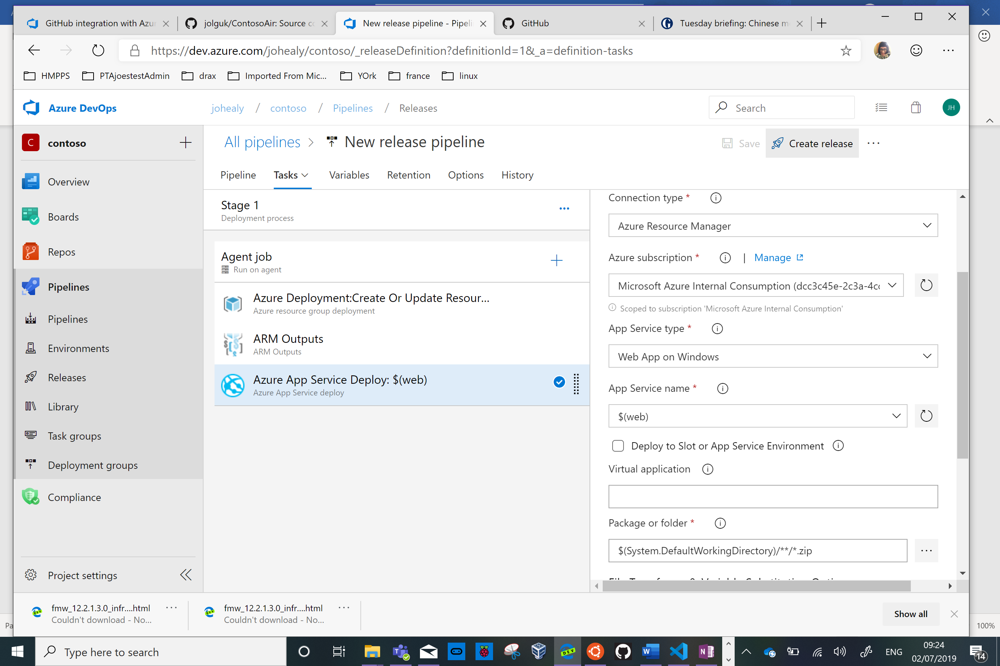 GitHub integration with Azur
jolguk/ContosoAir: Source co
New release pipeline - Pipeli
GitHub
Tuesday briefing: Chinese m
https://dev.azure.com/johealy/contoso/_releaseDefinition?definitionId=1&_a=definition-tasks
HMPPS
PTAjoestestAdmin
drax
Imported From Mic...
YOrk
france
linux
Azure DevOps
johealy / contoso / Pipelines / Releases
Search
JH
C contoso
Overview
Boards
Repos
Pipelines
Pipelines
Environments
Releases
Library
Task groups
Deployment groups
Compliance
Project settings
All pipelines > New release pipeline
Save
Create release
Pipeline
Tasks
Variables
Retention
Options
History
Stage 1
Deployment process
Agent job
Run on agent
Azure Deployment:Create Or Update Resour...
Azure resource group deployment
ARM Outputs
ARM Outputs
Azure App Service Deploy: $(web)
Azure App Service deploy
Connection type *
Azure Resource Manager
Azure subscription * | Manage
Microsoft Azure Internal Consumption (dcc3c45e-2c3a-4cc
Scoped to subscription 'Microsoft Azure Internal Consumption'
App Service type *
Web App on Windows
App Service name *
$(web)
Deploy to Slot or App Service Environment
Virtual application
Package or folder *
$(System.DefaultWorkingDirectory)/**/*.zip
fmw_12.2.1.3.0_infr....html
Couldn't download - No...
fmw_12.2.1.3.0_infr....html
Couldn't download - No...
Show all
Pa
100%
Type here to search
DEV
ENG
09:24
02/07/2019
14